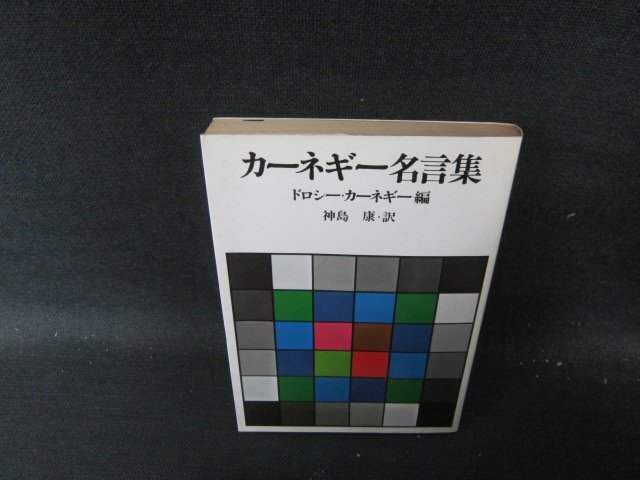 カーネギー名言集
ドロシー・カーネギー編
神島 康・訳